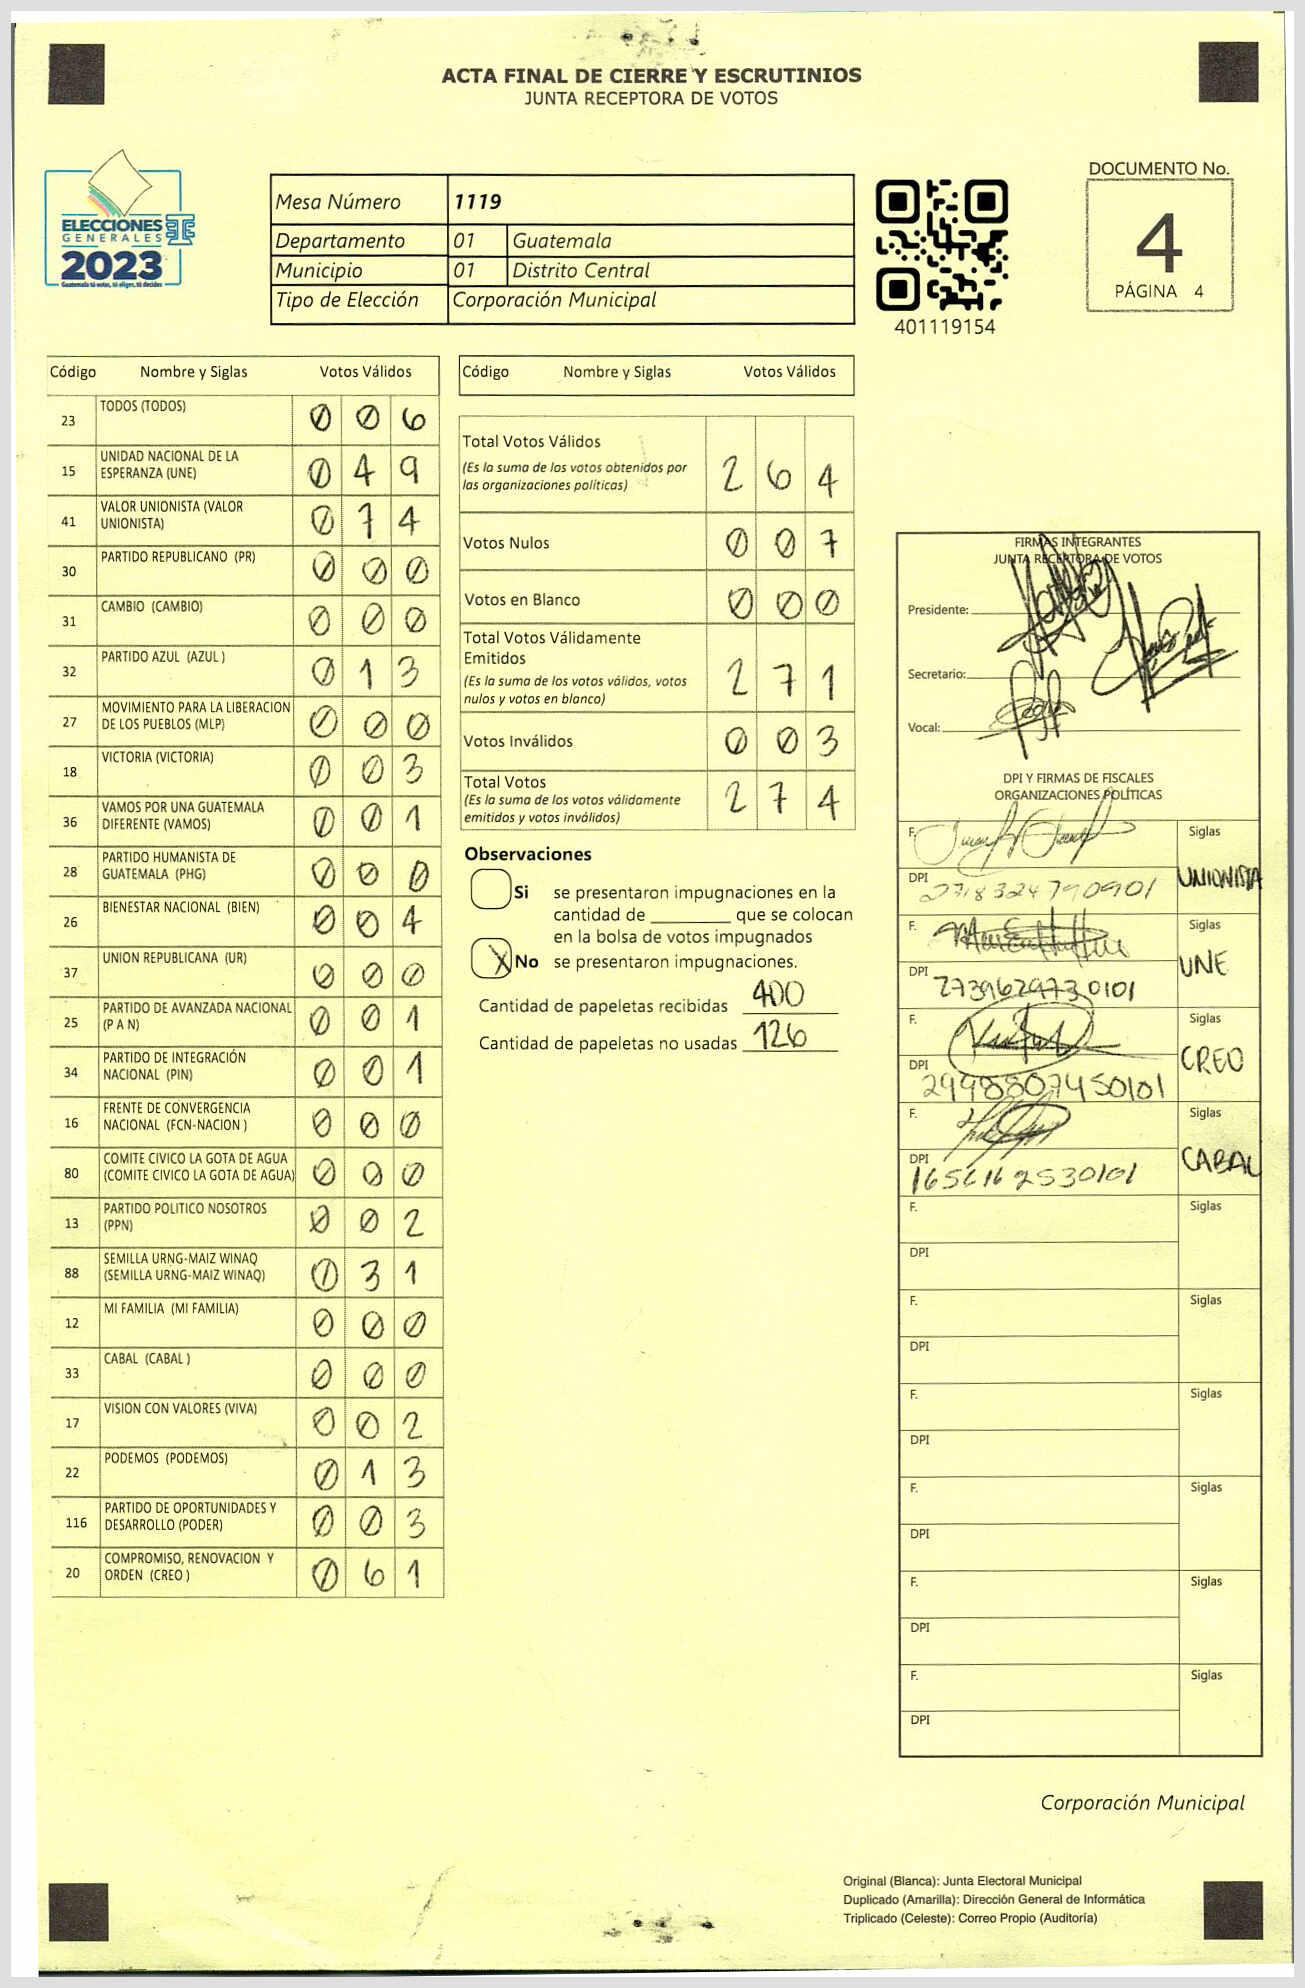 ACTA FINAL DE CIERRE Y ESCRUTINIOS
JUNTA RECEPTORA DE VOTOS
ELECCIONES
GENERALES
2023
Guatemala tú votas, tú eliges, tú decides
Mesa Número 1119
Departamento 01 Guatemala
Municipio 01 Distrito Central
Tipo de Elección Corporación Municipal
401119154
DOCUMENTO No.
4
PÁGINA 4
Código Nombre y Siglas Votos Válidos
23 TODOS (TODOS) 0 0 6
15 UNIDAD NACIONAL DE LA ESPERANZA (UNE) 0 4 9
41 VALOR UNIONISTA (VALOR UNIONISTA) 0 7 4
30 PARTIDO REPUBLICANO (PR) 0 0 0
31 CAMBIO (CAMBIO) 0 0 0
32 PARTIDO AZUL (AZUL ) 0 1 3
27 MOVIMIENTO PARA LA LIBERACION DE LOS PUEBLOS (MLP) 0 0 0
18 VICTORIA (VICTORIA) 0 0 3
36 VAMOS POR UNA GUATEMALA DIFERENTE (VAMOS) 0 0 1
28 PARTIDO HUMANISTA DE GUATEMALA (PHG) 0 0 0
26 BIENESTAR NACIONAL (BIEN) 0 0 4
37 UNION REPUBLICANA (UR) 0 0 0
25 PARTIDO DE AVANZADA NACIONAL (P A N) 0 0 1
34 PARTIDO DE INTEGRACIÓN NACIONAL (PIN) 0 0 1
16 FRENTE DE CONVERGENCIA NACIONAL (FCN-NACION ) 0 0 0
80 COMITE CIVICO LA GOTA DE AGUA (COMITE CIVICO LA GOTA DE AGUA) 0 0 0
13 PARTIDO POLITICO NOSOTROS (PPN) 0 0 2
88 SEMILLA URNG-MAIZ WINAQ (SEMILLA URNG-MAIZ WINAQ) 0 3 1
12 MI FAMILIA (MI FAMILIA) 0 0 0
33 CABAL (CABAL ) 0 0 0
17 VISION CON VALORES (VIVA) 0 0 2
22 PODEMOS (PODEMOS) 0 1 3
116 PARTIDO DE OPORTUNIDADES Y DESARROLLO (PODER) 0 0 3
20 COMPROMISO, RENOVACION Y ORDEN (CREO ) 0 6 1
Código Nombre y Siglas Votos Válidos
Total Votos Válidos 2 6 4
(Es la suma de los votos obtenidos por
las organizaciones políticas)
Votos Nulos 0 0 7
Votos en Blanco 0 0 0
Total Votos Válidamente
Emitidos 2 7 1
(Es la suma de los votos válidos, votos
nulos y votos en blanco)
Votos Inválidos 0 0 3
Total Votos 2 7 4
(Es la suma de los votos válidamente
emitidos y votos inválidos)
Observaciones
Si se presentaron impugnaciones en la
cantidad de ________ que se colocan
en la bolsa de votos impugnados
X No se presentaron impugnaciones.
Cantidad de papeletas recibidas 400
Cantidad de papeletas no usadas 126
FIRMAS INTEGRANTES
JUNTA RECEPTORA DE VOTOS
Presidente:
Secretario:
Vocal:
DPI Y FIRMAS DE FISCALES
ORGANIZACIONES POLÍTICAS
F. Siglas
DPI 2318324790901 UNIONISTA
F. Siglas
DPI 2739629730101 UNE
F. Siglas
DPI 2998807450101 CREO
F. Siglas
DPI CABAL
F. Siglas
DPI
F. Siglas
DPI
F. Siglas
DPI
F. Siglas
DPI
F. Siglas
DPI
F. Siglas
DPI
Corporación Municipal
Original (Blanca): Junta Electoral Municipal
Duplicado (Amarilla): Dirección General de Informática
Triplicado (Celeste): Correo Propio (Auditoría)